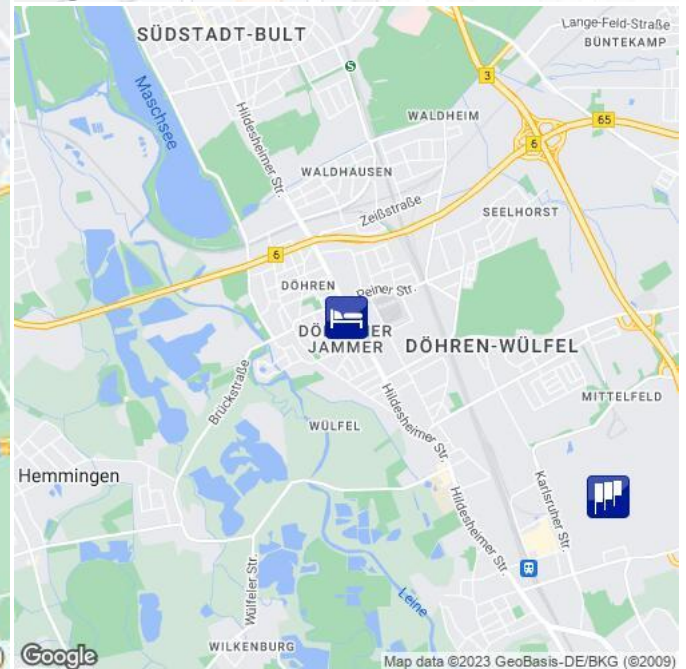 SÜDSTADT-BULT
Lange-Feld-Straße
BÜNTEKAMP
S
3
Maschsee
Hildesheimer Str.
WALDHEIM
65
6
WALDHAUSEN
Zeißstraße
SEELHORST
6
DÖHREN
Peiner Str.
JAMMER
DÖHREN-WÜLFEL
Brückstraße
Hildesheimer Str.
MITTELFELD
WÜLFEL
Hemmingen
Karlsruher Str.
Hildesheimer Str.
Wülfeler Str.
Leine
WILKENBURG
Google
Map data ©2023 GeoBasis-DE/BKG (©2009)